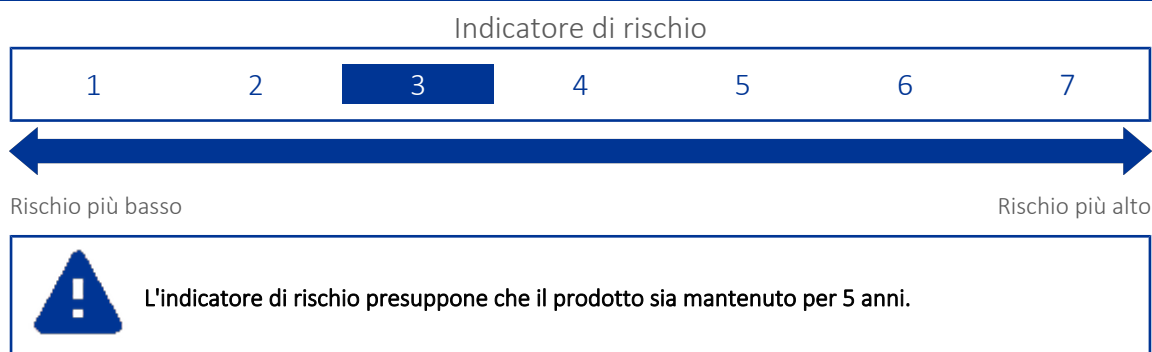 Indicatore di rischio
1 2 3 4 5 6 7
Rischio più basso Rischio più alto
L'indicatore di rischio presuppone che il prodotto sia mantenuto per 5 anni.